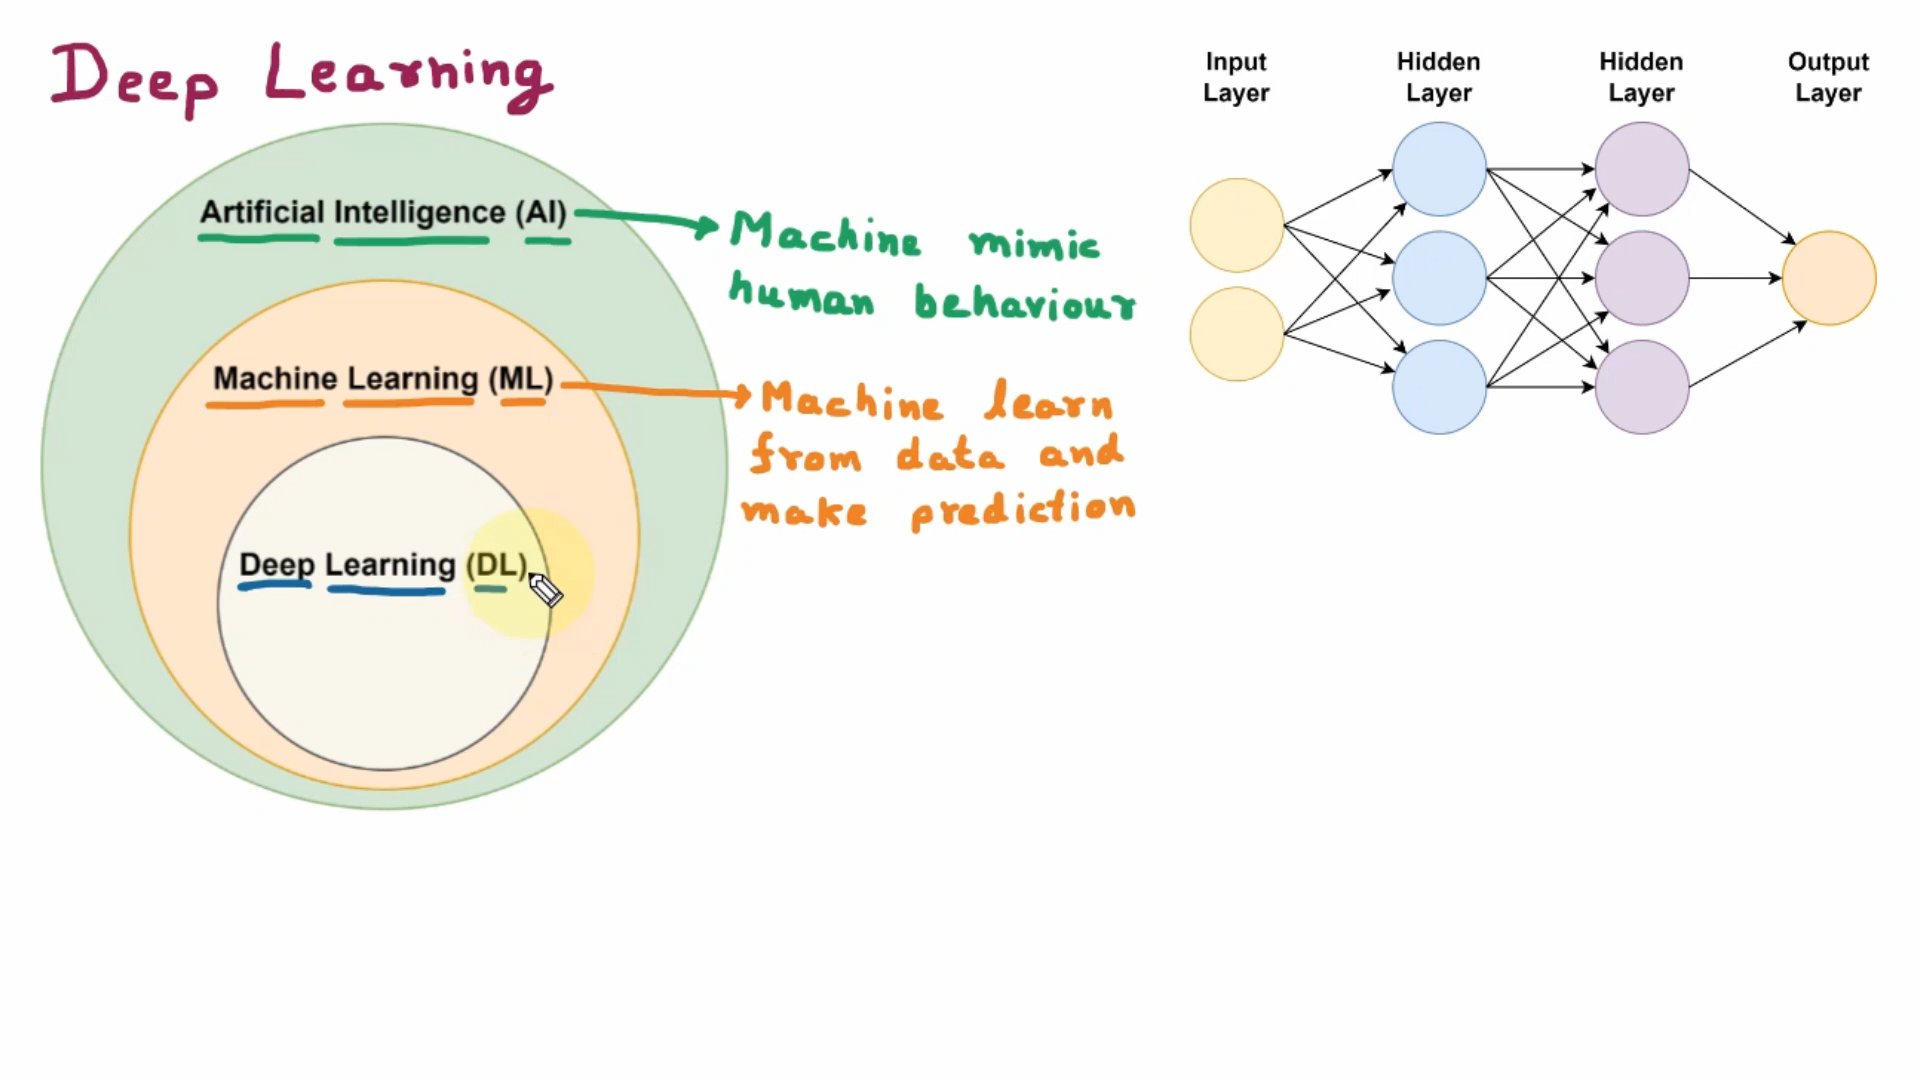 Deep Learning
Artificial Intelligence (AI)
Machine mimic
human behaviour
Machine Learning (ML)
Machine learn
from data and
make prediction
Deep Learning (DL)
Input
Layer
Hidden
Layer
Hidden
Layer
Output
Layer